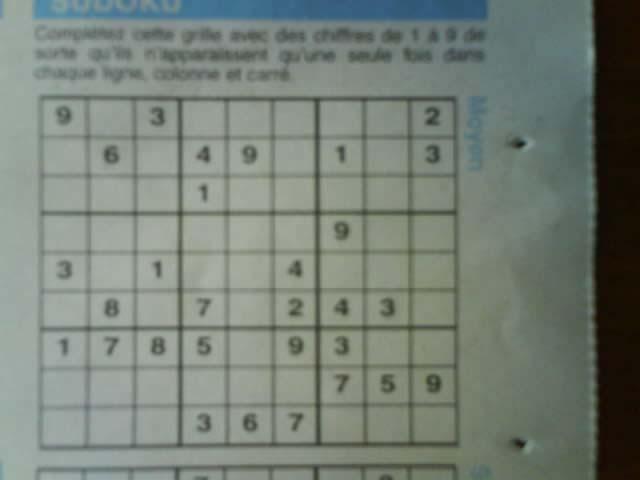 SUDOKU
Complétez cette grille avec des chiffres de 1 à 9 de
sorte qu'ils n'apparaissent qu'une seule fois dans
chaque ligne, colonne et carré.
Moyen
9 3 2
6 4 9 1 3
1
9
3 1 4
8 7 2 4 3
1 7 8 5 9 3
7 5 9
3 6 7